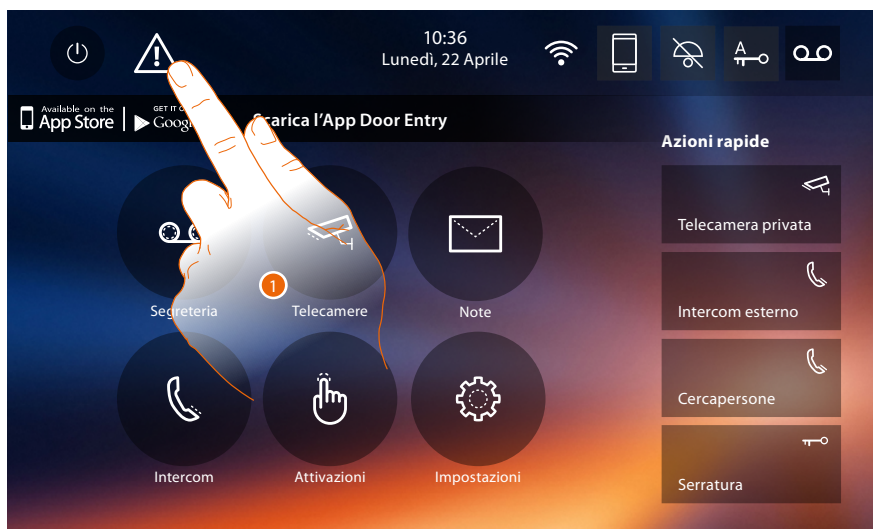 10:36
Lunedì, 22 Aprile
A
Available on the
App Store
GET IT O
Goog
Scarica l'App Door Entry
Azioni rapide
Telecamera privata
Intercom esterno
Cercapersone
Serratura
1
Segreteria
Telecamere
Note
Intercom
Attivazioni
Impostazioni